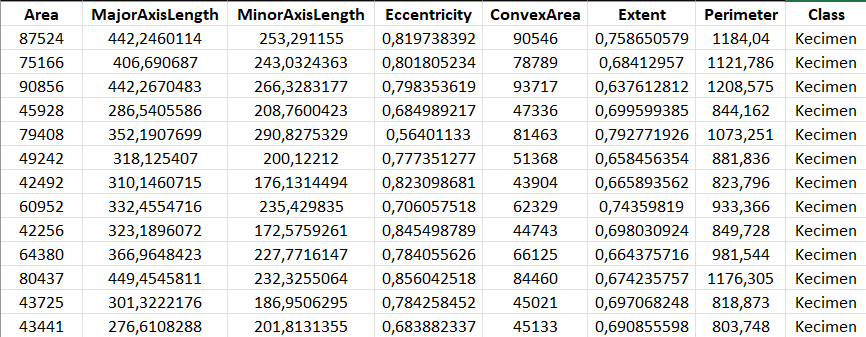 Area MajorAxisLength MinorAxisLength Eccentricity ConvexArea Extent Perimeter Class
87524 442,2460114 253,291155 0,819738392 90546 0,758650579 1184,04 Kecimen
75166 406,690687 243,0324363 0,801805234 78789 0,68412957 1121,786 Kecimen
90856 442,2670483 266,3283177 0,798353619 93717 0,637612812 1208,575 Kecimen
45928 286,5405586 208,7600423 0,684989217 47336 0,699599385 844,162 Kecimen
79408 352,1907699 290,8275329 0,56401133 81463 0,792771926 1073,251 Kecimen
49242 318,125407 200,12212 0,777351277 51368 0,658456354 881,836 Kecimen
42492 310,1460715 176,1314494 0,823098681 43904 0,665893562 823,796 Kecimen
60952 332,4554716 235,429835 0,706057518 62329 0,74359819 933,366 Kecimen
42256 323,1896072 172,5759261 0,845498789 44743 0,698030924 849,728 Kecimen
64380 366,9648423 227,7716147 0,784055626 66125 0,664375716 981,544 Kecimen
80437 449,4545811 232,3255064 0,856042518 84460 0,674235757 1176,305 Kecimen
43725 301,3222176 186,9506295 0,784258452 45021 0,697068248 818,873 Kecimen
43441 276,6108288 201,8131355 0,683882337 45133 0,690855598 803,748 Kecimen